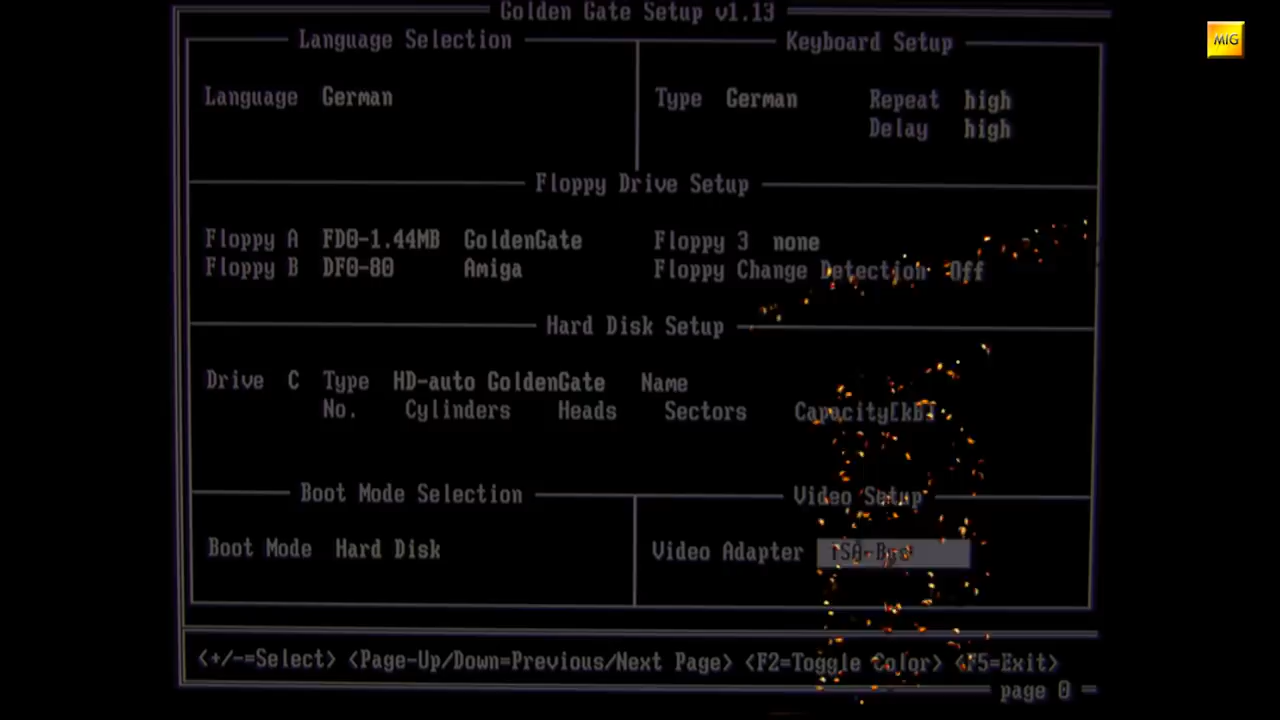 Golden Gate Setup v1.13
MIG
Language Selection
Keyboard Setup
Language German
Type German Repeat high
Delay high
Floppy Drive Setup
Floppy A FD0-1.44MB GoldenGate Floppy 3 none
Floppy B DF0-80 Amiga Floppy Change Detection Off
Hard Disk Setup
Drive C Type HD-auto GoldenGate Name
No. Cylinders Heads Sectors Capacity[kB]
Boot Mode Selection
Video Setup
Boot Mode Hard Disk
Video Adapter
<+/-=Select> <Page-Up/Down=Previous/Next Page> <F2=Toggle Color> <F5=Exit>
page 0